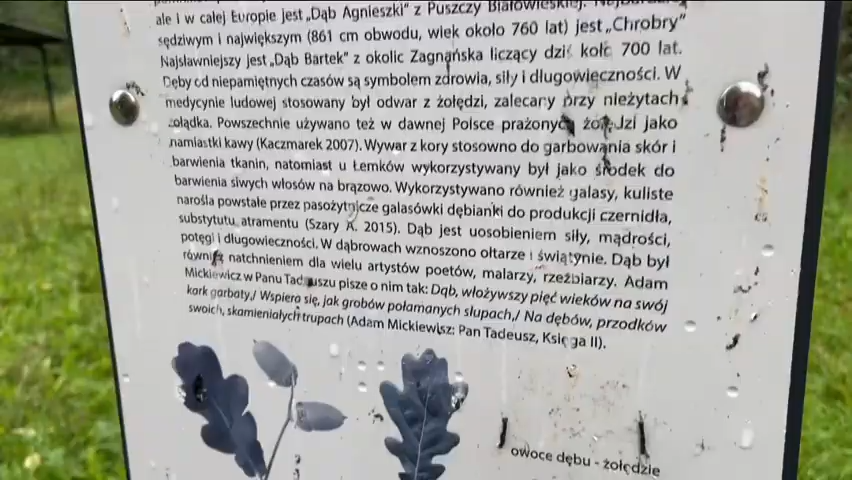 ale i w całej Europie jest „Dąb Agnieszki" z Puszczy Białowieskiej.
sędziwym i największym (861 cm obwodu, wiek około 760 lat) jest „Chrobry"
Najsławniejszy jest „Dąb Bartek" z okolic Zagnańska liczący dziś koło 700 lat.
Dęby od niepamiętnych czasów są symbolem zdrowia, siły i długowieczności. W
medycynie ludowej stosowany był odwar z żołędzi, zalecany przy nieżytach
żołądka. Powszechnie używano też w dawnej Polsce prażonych żołędzi jako
namiastki kawy (Kaczmarek 2007). Wywar z kory stosowno do garbowania skór i
barwienia tkanin, natomiast u Łemków wykorzystywany był jako środek do
barwienia siwych włosów na brązowo. Wykorzystywano również galasy, kuliste
narośla powstałe przez pasożytnicze galasówki dębianki do produkcji czernidła,
substytutu atramentu (Szary A. 2015). Dąb jest uosobieniem siły, mądrości,
potęgi i długowieczności. W dąbrowach wznoszono ołtarze i świątynie. Dąb był
również natchnieniem dla wielu artystów poetów, malarzy, rzeźbiarzy. Adam
Mickiewicz w Panu Tadeuszu pisze o nim tak: Dąb, włożywszy pięć wieków na swój
kark garbaty,/ Wspiera się, jak grobów połamanych słupach,/ Na dębów, przodków
swoich, skamieniałych trupach (Adam Mickiewisz: Pan Tadeusz, Księga II).
owoce dębu - żołędzie